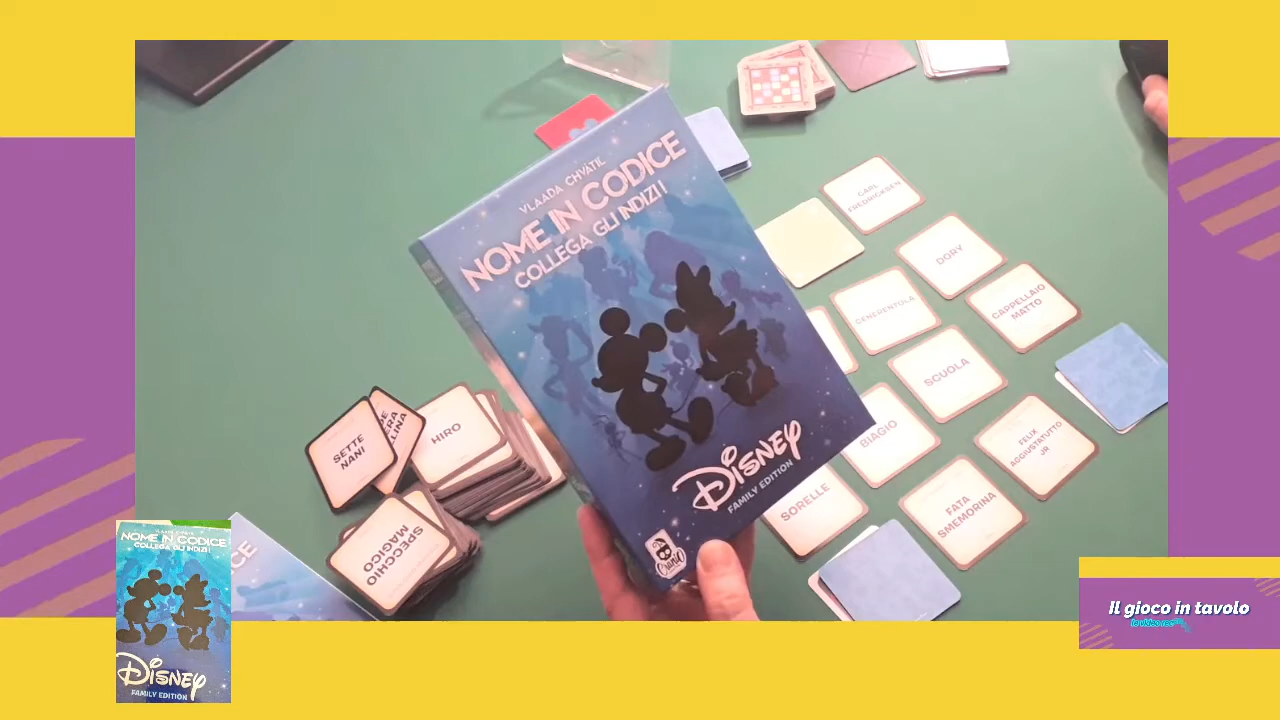 VLAADA CHVÁTIL
NOME IN CODICE
COLLEGA GLI INDIZI!
DISNEY
FAMILY EDITION
Cranio
CARL
FREDRICKSEN
DORY
CAPPELLAIO
MATTO
CENERENTOLA
SCUOLA
BIAGIO
FELIX
AGGIUSTATUTTO
JR
SORELLE
FATA
SMEMORINA
SETTE
NANI
HIRO
SPECCHIO
MAGICO
CE
NOME IN CODICE
COLLEGA GLI INDIZI!
DISNEY
FAMILY EDITION
Il gioco in tavolo